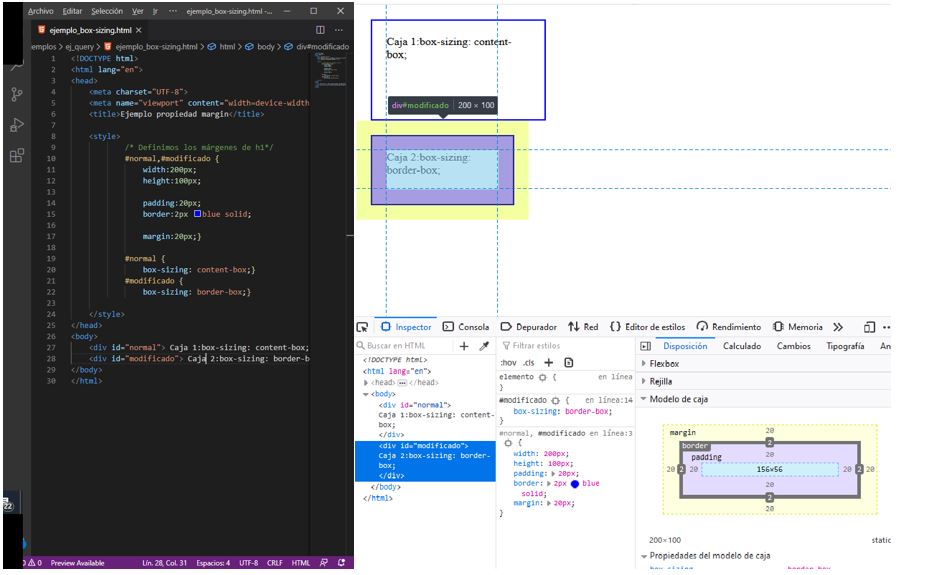 Archivo Editar Selección Ver Ir ··· ejemplo_box-sizing.html -...
ejemplo_box-sizing.html
emplos > ej_query > ejemplo_box-sizing.html > html > body > div#modificado
1 <!DOCTYPE html>
2 <html lang="en">
3 <head>
4 <meta charset="UTF-8">
5 <meta name="viewport" content="width=device-width
6 <title>Ejemplo propiedad margin</title>
7
8 <style>
9 /* Definimos los márgenes de h1*/
10 #normal,#modificado {
11 width:200px;
12 height:100px;
13
14 padding:20px;
15 border:2px blue solid;
16
17 margin:20px;}
18
19 #normal {
20 box-sizing: content-box;}
21 #modificado {
22 box-sizing: border-box;}
23
24 </style>
25 </head>
26 <body>
27 <div id="normal"> Caja 1:box-sizing: content-box;
28 <div id="modificado"> Caja 2:box-sizing: border-b
29 </body>
30 </html>
22
0 Preview Available Lín. 28, Col. 31 Espacios: 4 UTF-8 CRLF HTML
Caja 1:box-sizing: content-
box;
div#modificado 200 × 100
Caja 2:box-sizing:
border-box;
Inspector Consola Depurador Red Editor de estilos Rendimiento Memoria
Buscar en HTML
<!DOCTYPE html>
<html lang="en">
<head> ··· </head>
<body>
<div id="normal">
Caja 1:box-sizing: content-
box;
</div>
<div id="modificado">
Caja 2:box-sizing: border-
box;
</div>
</body>
</html>
Filtrar estilos
:hov .cls +
elemento { en línea
}
#modificado { en línea:14
box-sizing: border-box;
}
#normal, #modificado en línea:3
{
width: 200px;
height: 100px;
padding: 20px;
border: 2px blue
solid;
margin: 20px;
}
Disposición Calculado Cambios Tipografía An
Flexbox
Rejilla
Modelo de caja
margin 20
border 2
padding 20
20 2 20 156×56 20 2 20
20
2
20
200×100 static
Propiedades del modelo de caja
box-sizing border-box